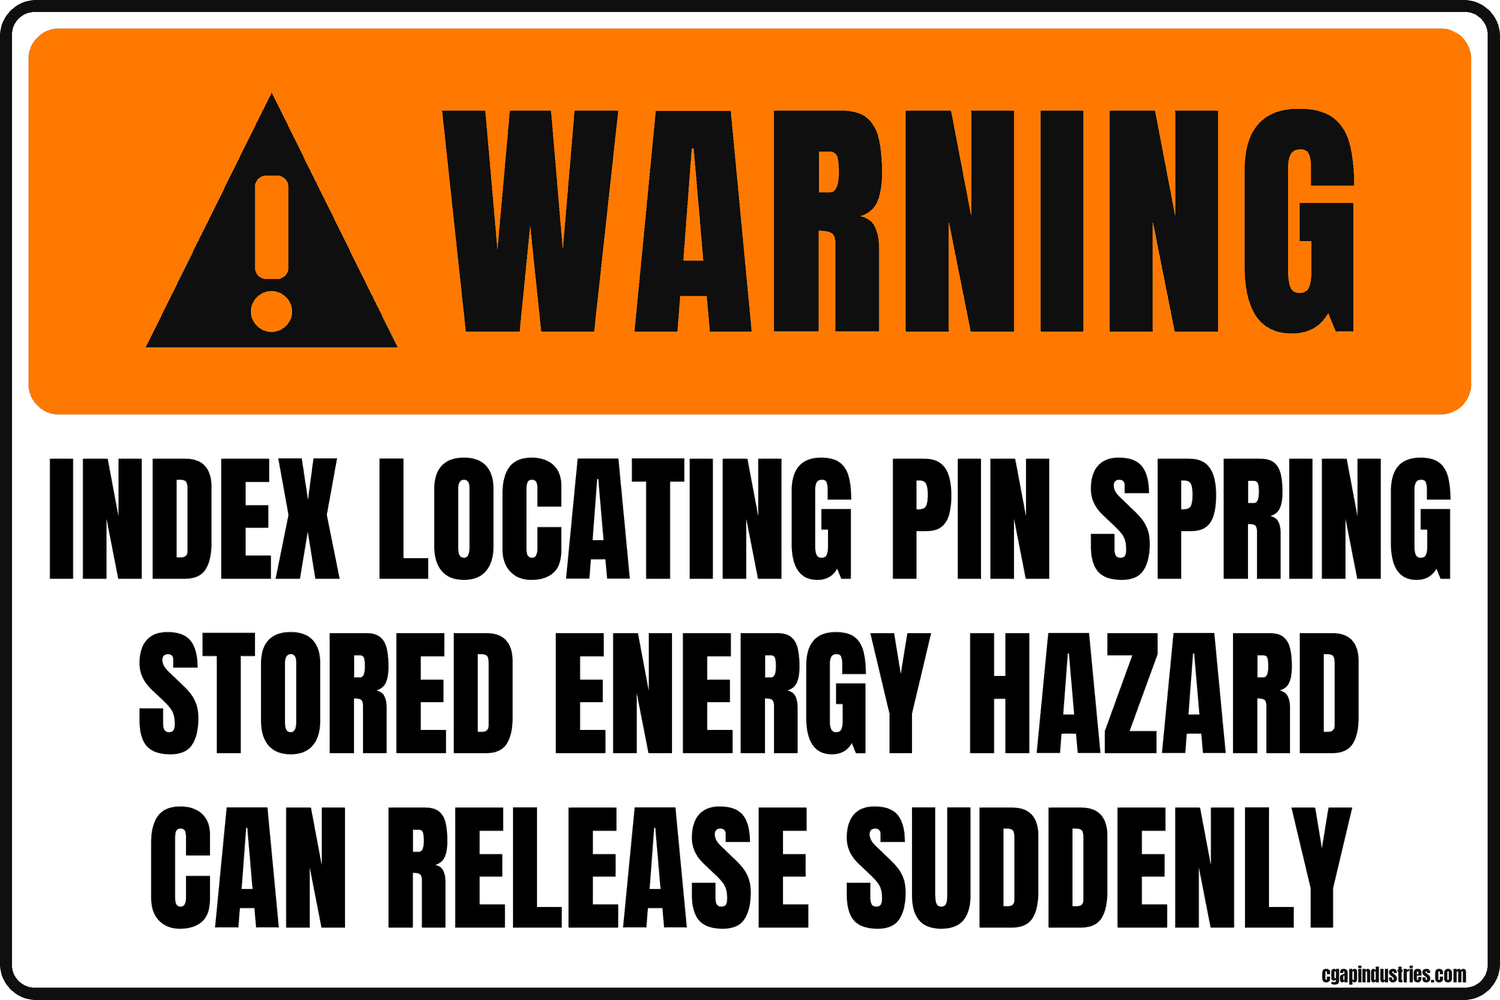 WARNING
INDEX LOCATING PIN SPRING
STORED ENERGY HAZARD
CAN RELEASE SUDDENLY
cgapindustries.com